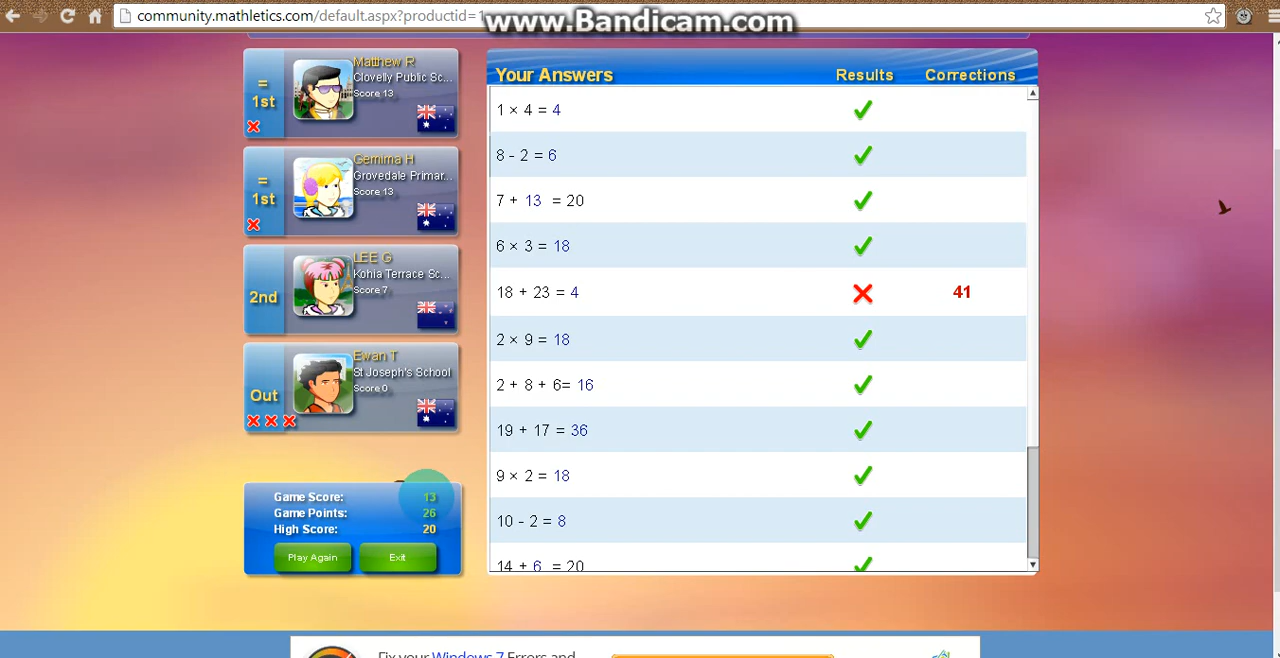 community.mathletics.com/default.aspx?productid=1
www.Bandicam.com
=
1st
Matthew R
Clovelly Public Sc...
Score 13
=
1st
Gemima H
Grovedale Primar...
Score 13
2nd
LEE G
Kohia Terrace Sc...
Score 7
Out
Ewan T
St Joseph's School
Score 0
Game Score: 13
Game Points: 26
High Score: 20
Play Again
Exit
Your Answers Results Corrections
1 × 4 = 4
8 - 2 = 6
7 + 13 = 20
6 × 3 = 18
18 + 23 = 4 41
2 × 9 = 18
2 + 8 + 6= 16
19 + 17 = 36
9 × 2 = 18
10 - 2 = 8
14 + 6 = 20
Fix your Windows 7 Errors and